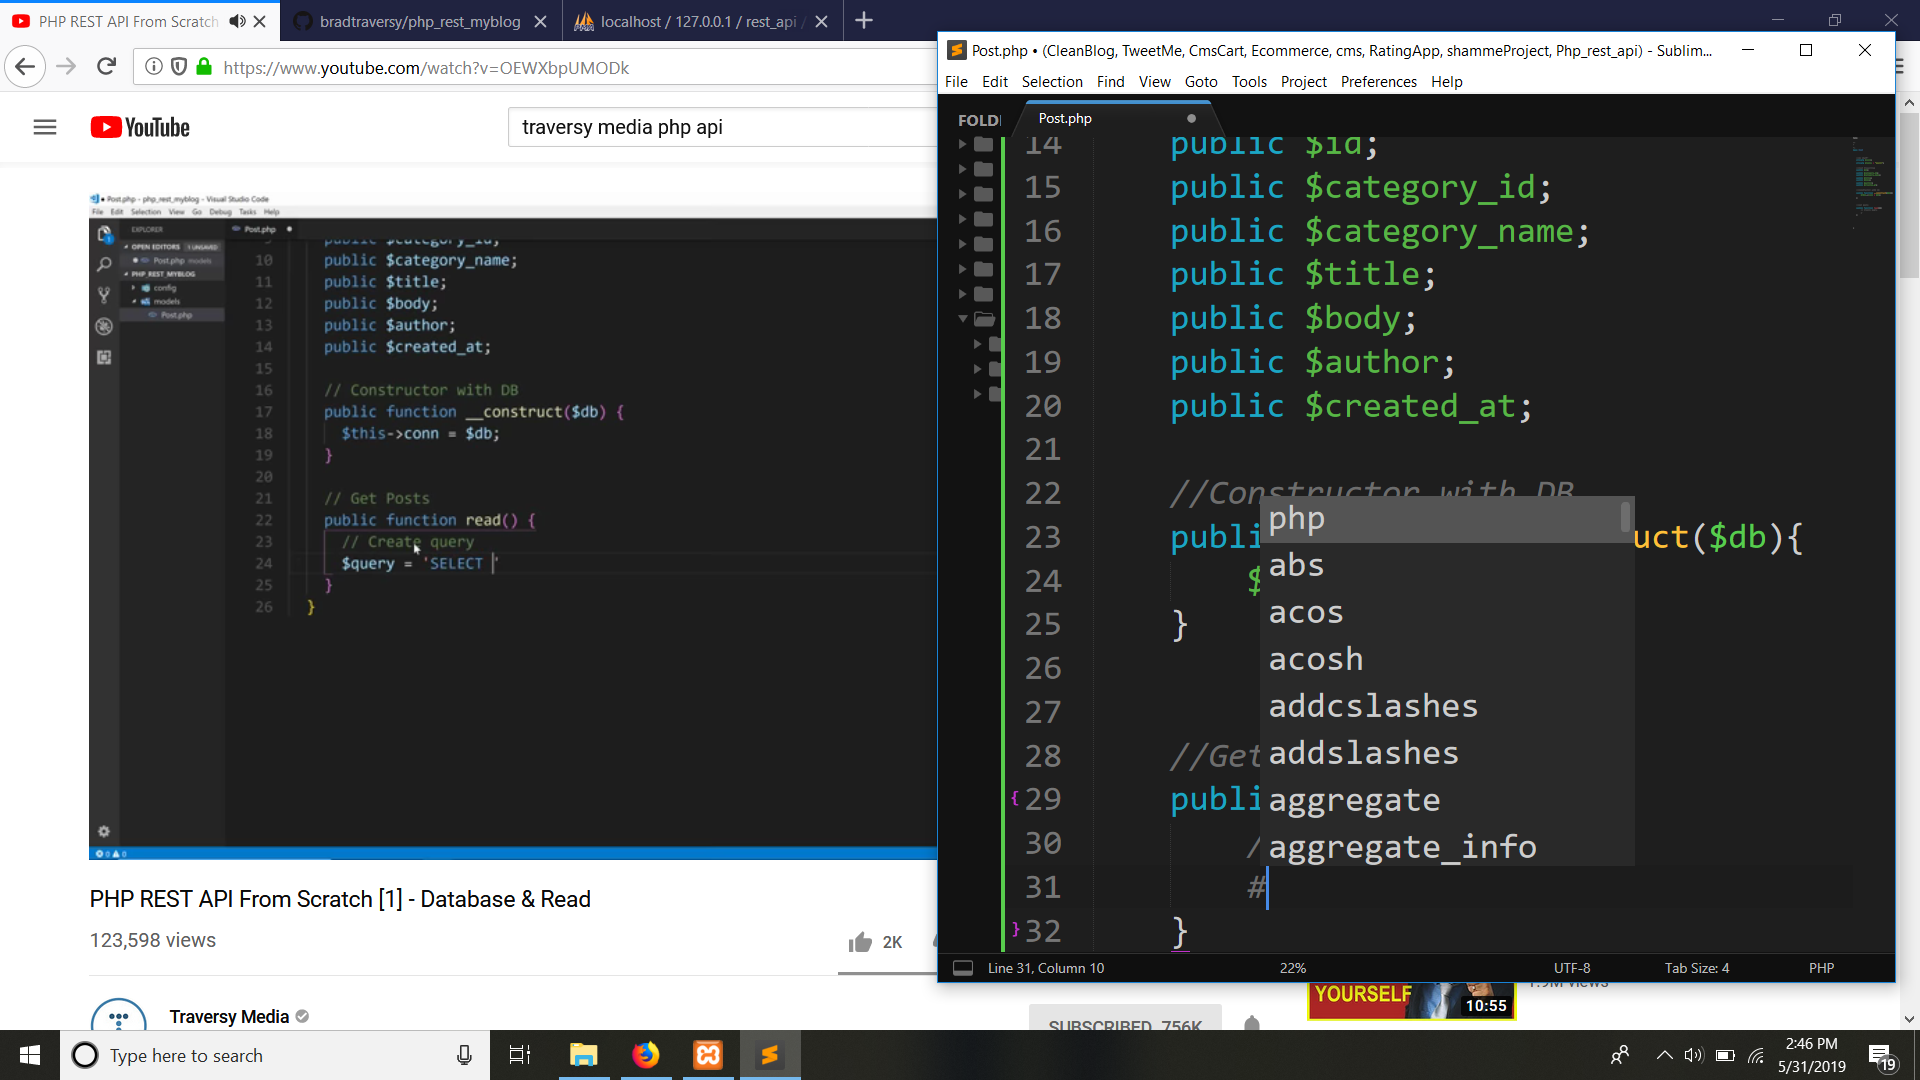 PHP REST API From Scratch
bradtraversy/php_rest_myblog
localhost / 127.0.0.1 / rest_api /
https://www.youtube.com/watch?v=OEWXbpUMODk
YouTube
traversy media php api
Post.php - php_rest_myblog - Visual Studio Code
File Edit Selection View Go Debug Tasks Help
EXPLORER
Post.php
OPEN EDITORS 1 UNSAVED
Post.php models
PHP_REST_MYBLOG
config
models
Post.php
10 public $category_name;
11 public $title;
12 public $body;
13 public $author;
14 public $created_at;
15
16 // Constructor with DB
17 public function __construct($db) {
18 $this->conn = $db;
19 }
20
21 // Get Posts
22 public function read() {
23 // Create query
24 $query = 'SELECT '
25 }
26 }
PHP REST API From Scratch [1] - Database & Read
123,598 views
2K
Traversy Media
SUBSCRIBED 756K
YOURSELF
10:55
1.9M views
Post.php • (CleanBlog, TweetMe, CmsCart, Ecommerce, cms, RatingApp, shammeProject, Php_rest_api) - Sublim...
File Edit Selection Find View Goto Tools Project Preferences Help
FOLD
Post.php
14 public $id;
15 public $category_id;
16 public $category_name;
17 public $title;
18 public $body;
19 public $author;
20 public $created_at;
21
22 //Constructor with DB
23 publi uct($db){
24 $
25 }
26
27
28 //Get
{ 29 publi
30 /
31 #
} 32 }
php
abs
acos
acosh
addcslashes
addslashes
aggregate
aggregate_info
Line 31, Column 10
22%
UTF-8
Tab Size: 4
PHP
Type here to search
2:46 PM
5/31/2019
19